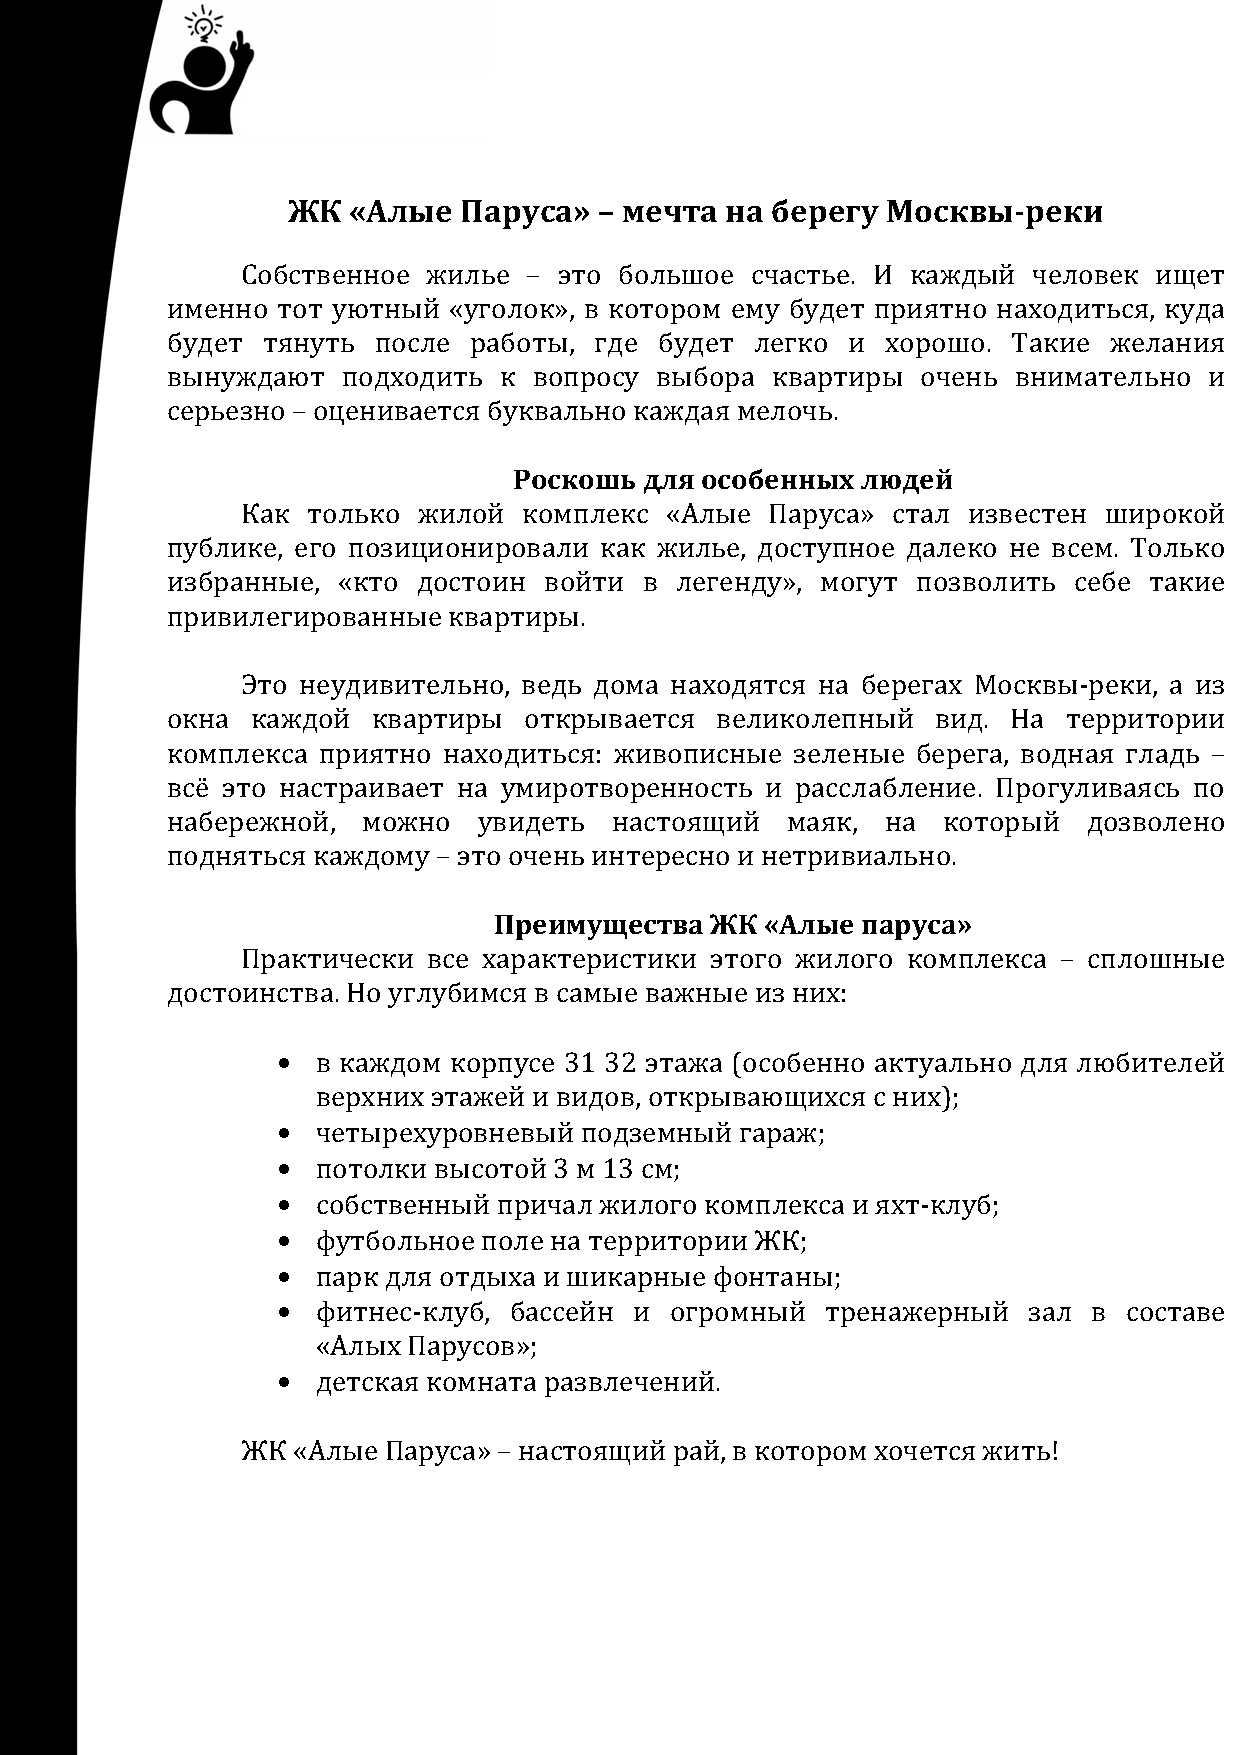 ЖК «Алые Паруса» – мечта на берегу Москвы-реки
Собственное жилье – это большое счастье. И каждый человек ищет
именно тот уютный «уголок», в котором ему будет приятно находиться, куда
будет тянуть после работы, где будет легко и хорошо. Такие желания
вынуждают подходить к вопросу выбора квартиры очень внимательно и
серьезно – оценивается буквально каждая мелочь.
Роскошь для особенных людей
Как только жилой комплекс «Алые Паруса» стал известен широкой
публике, его позиционировали как жилье, доступное далеко не всем. Только
избранные, «кто достоин войти в легенду», могут позволить себе такие
привилегированные квартиры.
Это неудивительно, ведь дома находятся на берегах Москвы-реки, а из
окна каждой квартиры открывается великолепный вид. На территории
комплекса приятно находиться: живописные зеленые берега, водная гладь –
всё это настраивает на умиротворенность и расслабление. Прогуливаясь по
набережной, можно увидеть настоящий маяк, на который дозволено
подняться каждому – это очень интересно и нетривиально.
Преимущества ЖК «Алые паруса»
Практически все характеристики этого жилого комплекса – сплошные
достоинства. Но углубимся в самые важные из них:
• в каждом корпусе 31 32 этажа (особенно актуально для любителей
верхних этажей и видов, открывающихся с них);
• четырехуровневый подземный гараж;
• потолки высотой 3 м 13 см;
• собственный причал жилого комплекса и яхт-клуб;
• футбольное поле на территории ЖК;
• парк для отдыха и шикарные фонтаны;
• фитнес-клуб, бассейн и огромный тренажерный зал в составе
«Алых Парусов»;
• детская комната развлечений.
ЖК «Алые Паруса» – настоящий рай, в котором хочется жить!